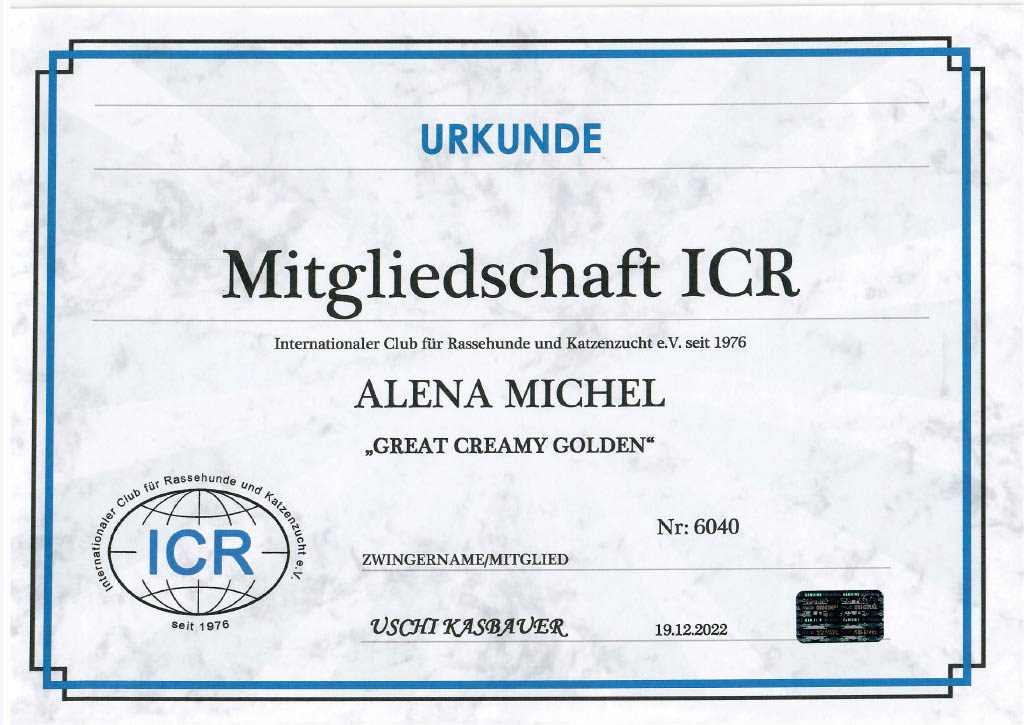 URKUNDE
Mitgliedschaft ICR
Internationaler Club für Rassehunde und Katzenzucht e.V. seit 1976
ALENA MICHEL
„GREAT CREAMY GOLDEN“
Internationaler Club für Rassehunde und Katzenzucht e.V.
ICR
seit 1976
Nr: 6040
ZWINGERNAME/MITGLIED
USCHI KASBAUER
19.12.2022